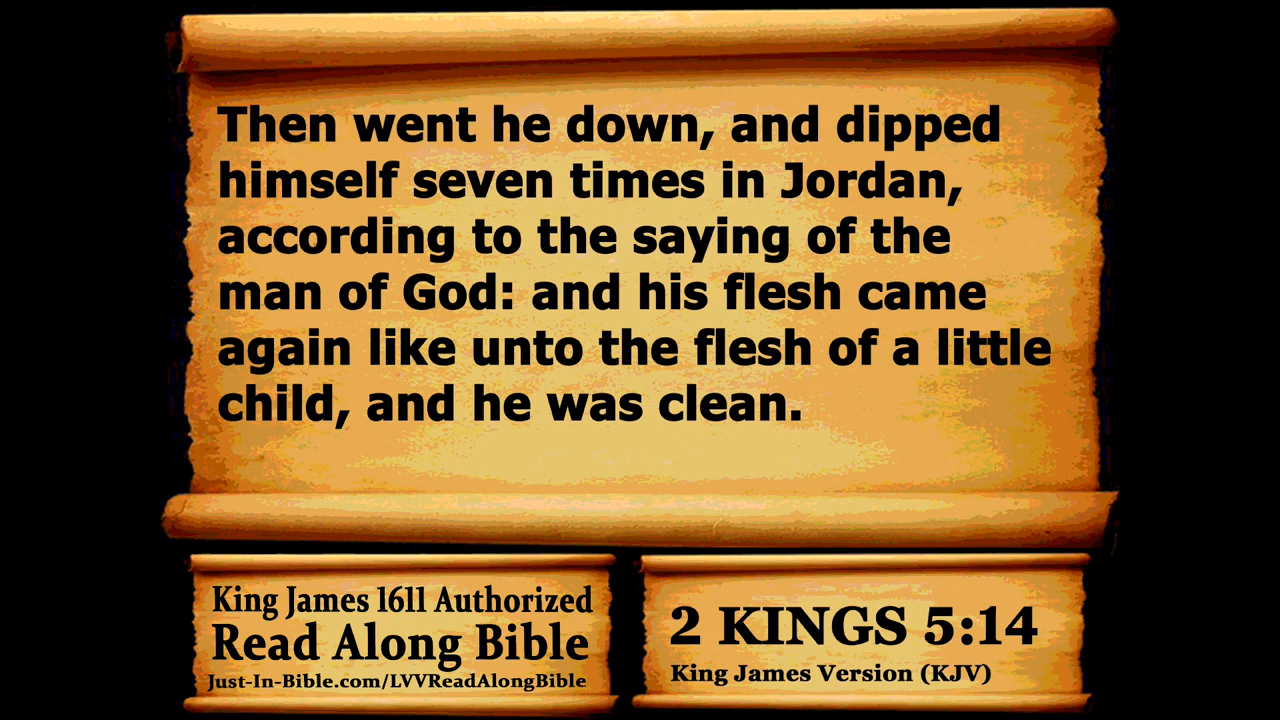 Then went he down, and dipped
himself seven times in Jordan,
according to the saying of the
man of God: and his flesh came
again like unto the flesh of a little
child, and he was clean.
King James 1611 Authorized
Read Along Bible
Just-In-Bible.com/LVVReadAlongBible
2 KINGS 5:14
King James Version (KJV)